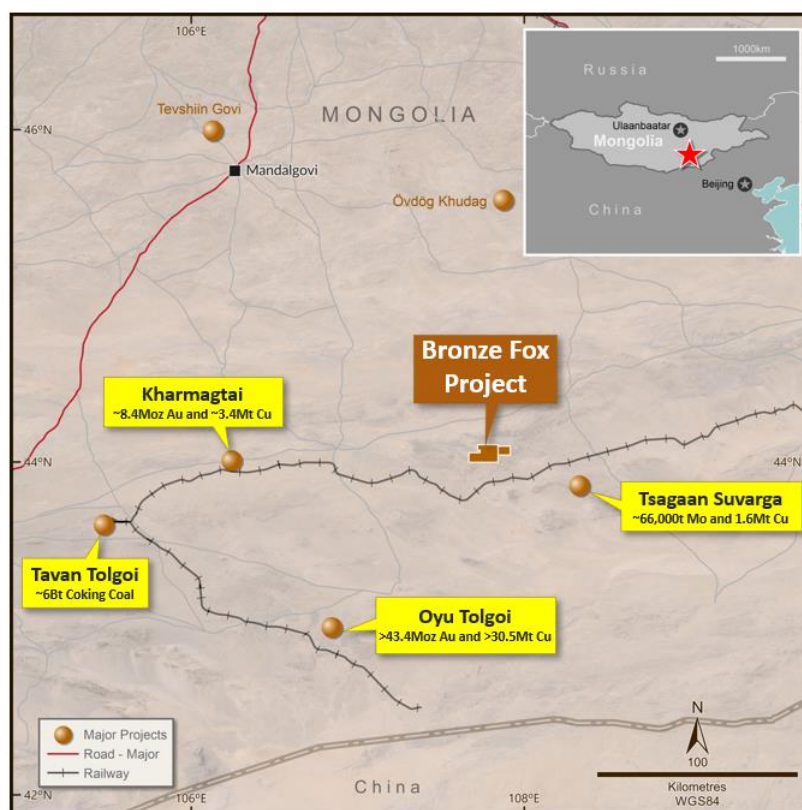 106°E
1000km
Russia
Ulaanbaatar
Mongolia
Beijing
China
Tevshiin Govi
MONGOLIA
46°N
Mandalgovi
Övdög Khudag
Bronze Fox
Project
Kharmagtai
~8.4Moz Au and ~3.4Mt Cu
44°N
44°N
Tsagaan Suvarga
~66,000t Mo and 1.6Mt Cu
Tavan Tolgoi
~6Bt Coking Coal
Oyu Tolgoi
>43.4Moz Au and >30.5Mt Cu
Major Projects
Road - Major
Railway
N
100
Kilometres
WGS84
China
42°N
106°E
108°E